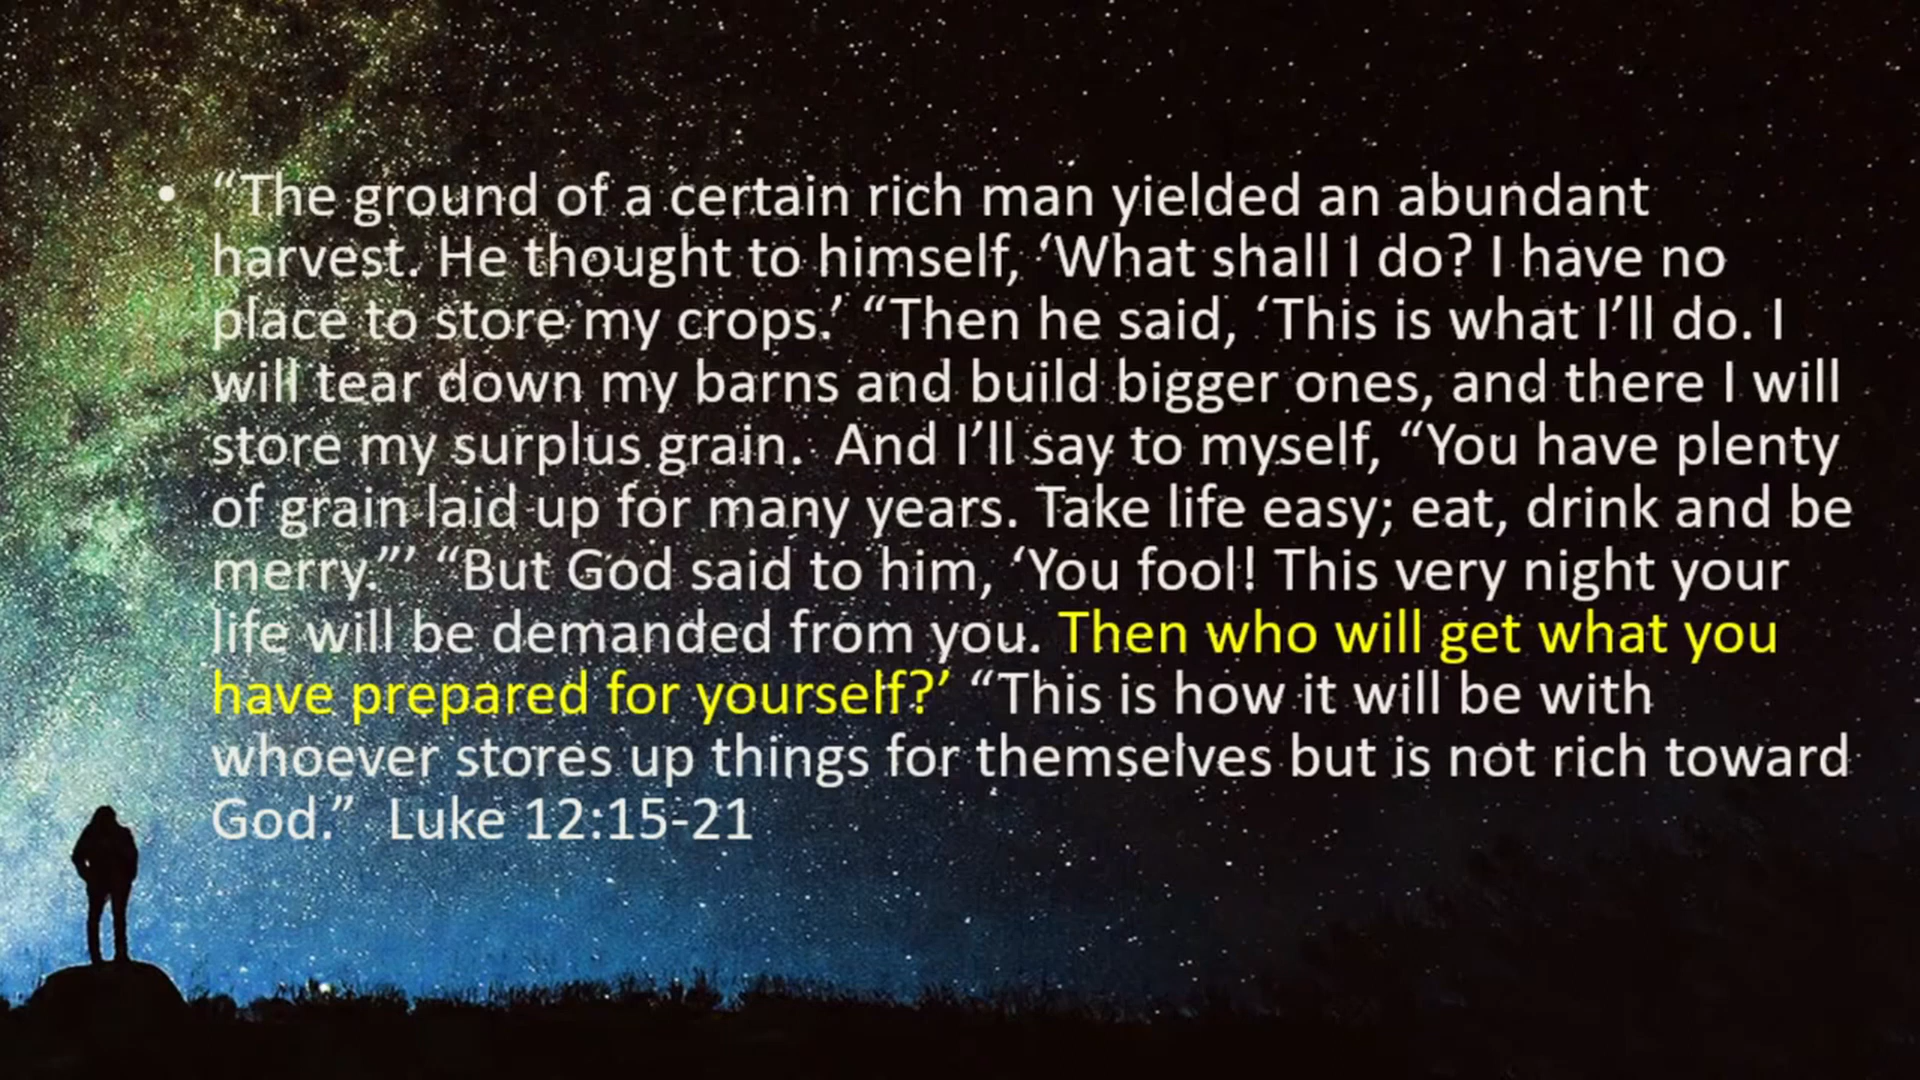 • “The ground of a certain rich man yielded an abundant
harvest. He thought to himself, ‘What shall I do? I have no
place to store my crops.’ “Then he said, ‘This is what I’ll do. I
will tear down my barns and build bigger ones, and there I will
store my surplus grain.  And I’ll say to myself, “You have plenty
of grain laid up for many years. Take life easy; eat, drink and be
merry.”’ “But God said to him, ‘You fool! This very night your
life will be demanded from you. Then who will get what you
have prepared for yourself?’ “This is how it will be with
whoever stores up things for themselves but is not rich toward
God.”  Luke 12:15-21